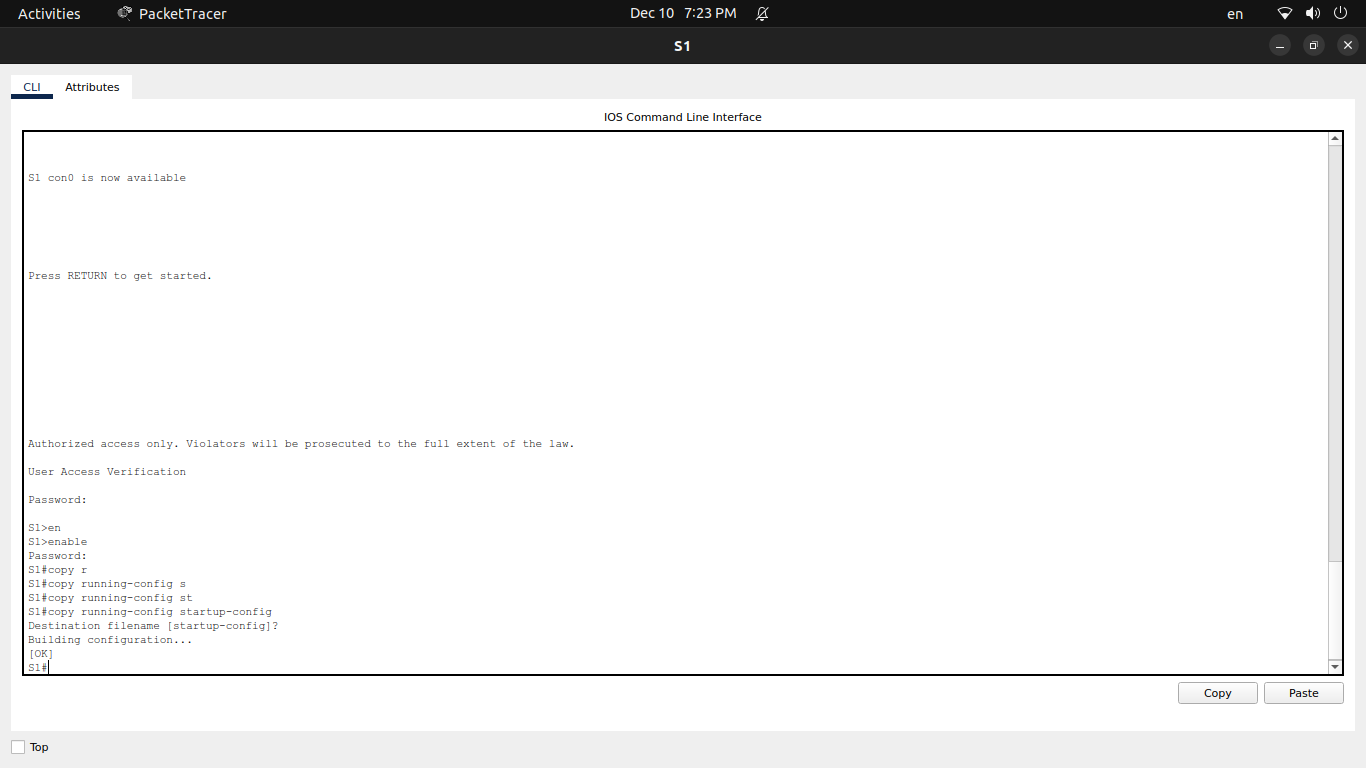 Activities
PacketTracer
Dec 10 7:23 PM
en
S1
CLI
Attributes
IOS Command Line Interface
S1 con0 is now available
Press RETURN to get started.
Authorized access only. Violators will be prosecuted to the full extent of the law.
User Access Verification
Password:
S1>en
S1>enable
Password:
S1#copy r
S1#copy running-config s
S1#copy running-config st
S1#copy running-config startup-config
Destination filename [startup-config]?
Building configuration...
[OK]
S1#
Copy
Paste
Top